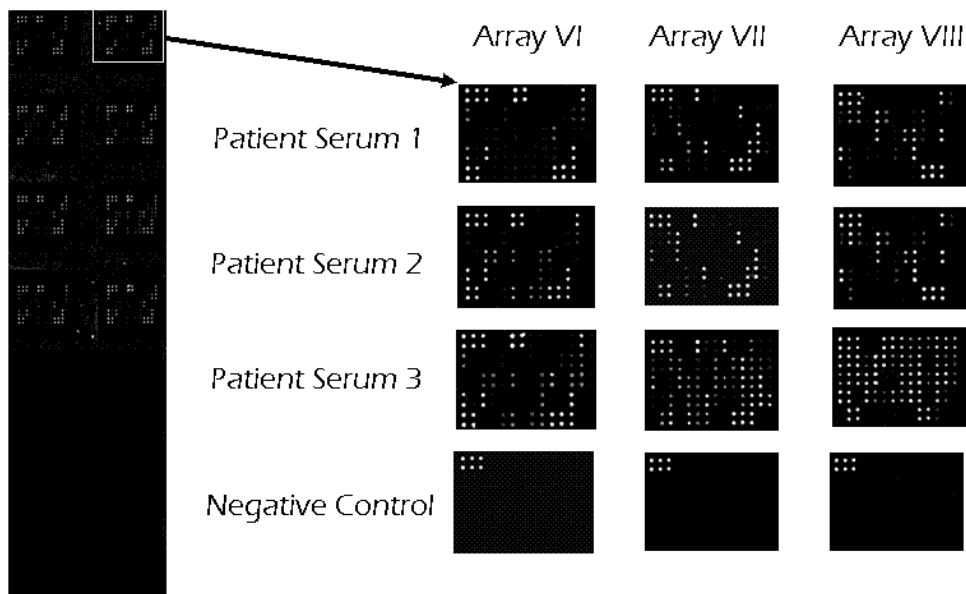 Array VI Array VII Array VIII
Patient Serum 1
Patient Serum 2
Patient Serum 3
Negative Control